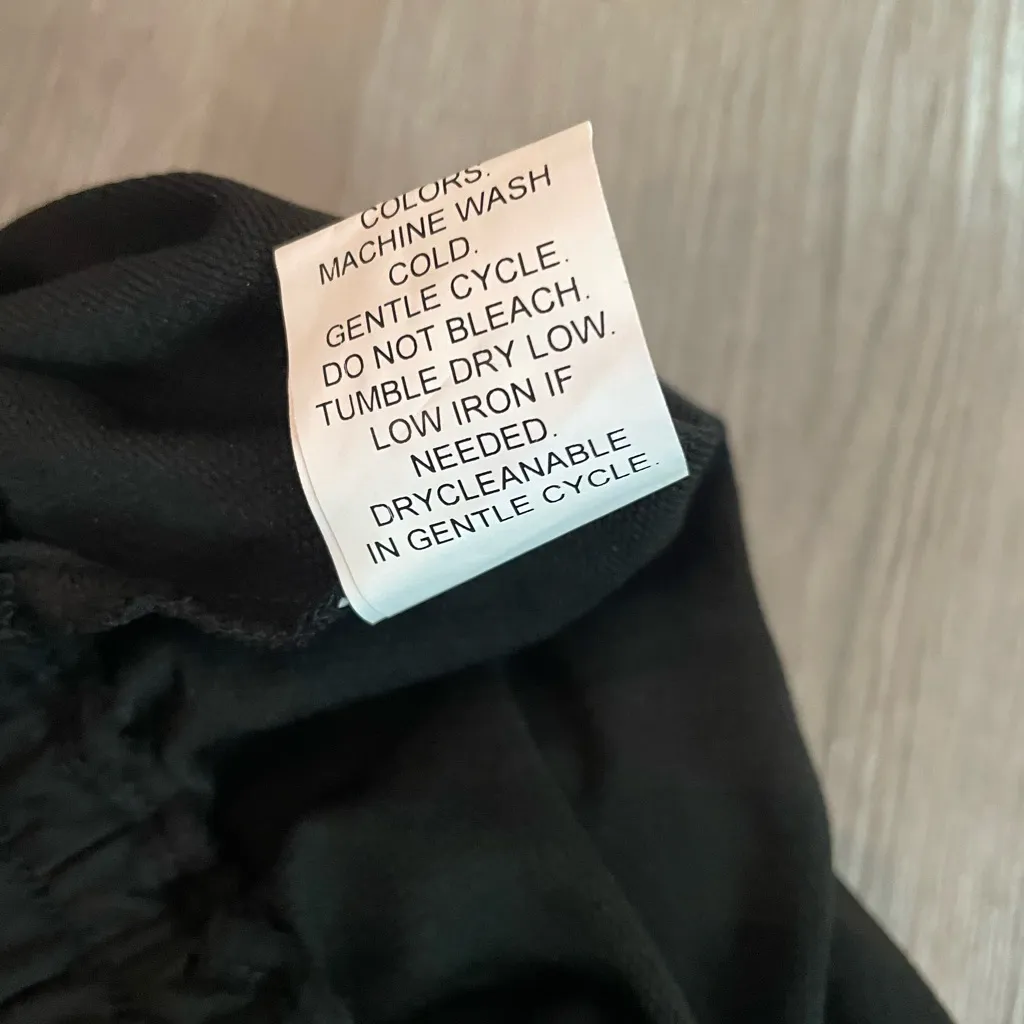 COLORS.
MACHINE WASH
COLD.
GENTLE CYCLE.
DO NOT BLEACH.
TUMBLE DRY LOW.
LOW IRON IF
NEEDED.
DRYCLEANABLE
IN GENTLE CYCLE.